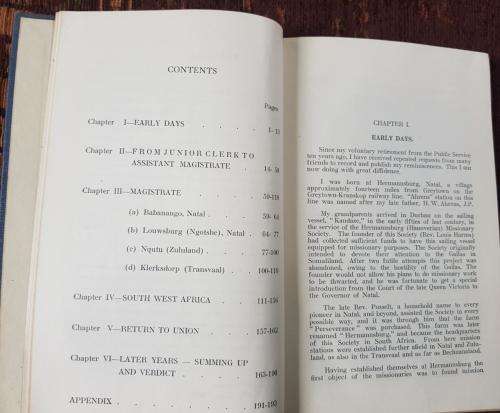 CONTENTS
Pages
Chapter I—EARLY DAYS . . . . 1- 13
Chapter II—FROM JUNIOR CLERK TO
ASSISTANT MAGISTRATE . 14- 58
Chapter III—MAGISTRATE . . . . 59-118
(a) Babanango, Natal . . . 59- 64
(b) Louwsburg (Ngotshe), Natal . 64- 77
(c) Nqutu (Zululand) . . . 77-100
(d) Klerksdorp (Transvaal) . . 100-118
Chapter IV—SOUTH WEST AFRICA . . 111-156
Chapter V—RETURN TO UNION . . 157-162
Chapter VI—LATER YEARS — SUMMING UP
AND VERDICT . . . . 163-190
APPENDIX . . . . . . . 191-193
CHAPTER I.
EARLY DAYS.
Since my voluntary retirement from the Public Service
ten years ago, I have received repeated requests from many
friends to record and publish my reminiscences. This I am
now doing with great diffidence.
I was born at Hermannsburg, Natal, a village
approximately fourteen miles from Greytown on the
Greytown-Kranskop railway line. "Ahrens" station on this
line was named after my late father, H. W. Ahrens, J.P.
My grandparents arrived in Durban on the sailing
vessel, "Kandaze," in the early fifties of last century, in
the service of the Hermannsburg (Hanoverian) Missionary
Society. The founder of this Society (Rev. Louis Harms)
had collected sufficient funds to have this sailing vessel
equipped for missionary purposes. The Society originally
intended to devote their attention to the Gallas in
Somaliland. After two futile attempts this project was
abandoned, owing to the hostility of the Gallas. The
founder would not allow his plans to do missionary work
to be thwarted, and he was fortunate to get a special
introduction from the Court of the late Queen Victoria to
the Governor of Natal.
The late Rev. Posselt, a household name to every
pioneer in Natal, and beyond, assisted the Society in every
possible way, and it was through him that the farm
"Perseverance" was purchased. This farm was later
renamed "Hermannsburg," and became the headquarters
of this Society in South Africa. From here mission
stations were established further afield in Natal and Zulu-
land, as also in the Transvaal and as far as Bechuanaland.
Having established themselves at Hermannsburg the
first object of the missionaries was to found mission